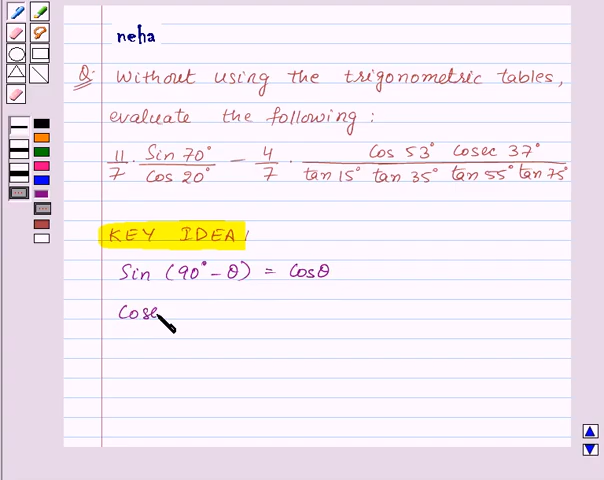 neha
Q. Without using the trigonometric tables,
evaluate the following :
11/7 · Sin 70°/Cos 20° − 4/7 · Cos 53° Cosec 37°/tan 15° tan 35° tan 55° tan 75°
KEY IDEA/
Sin (90° − θ) = Cosθ
Cose